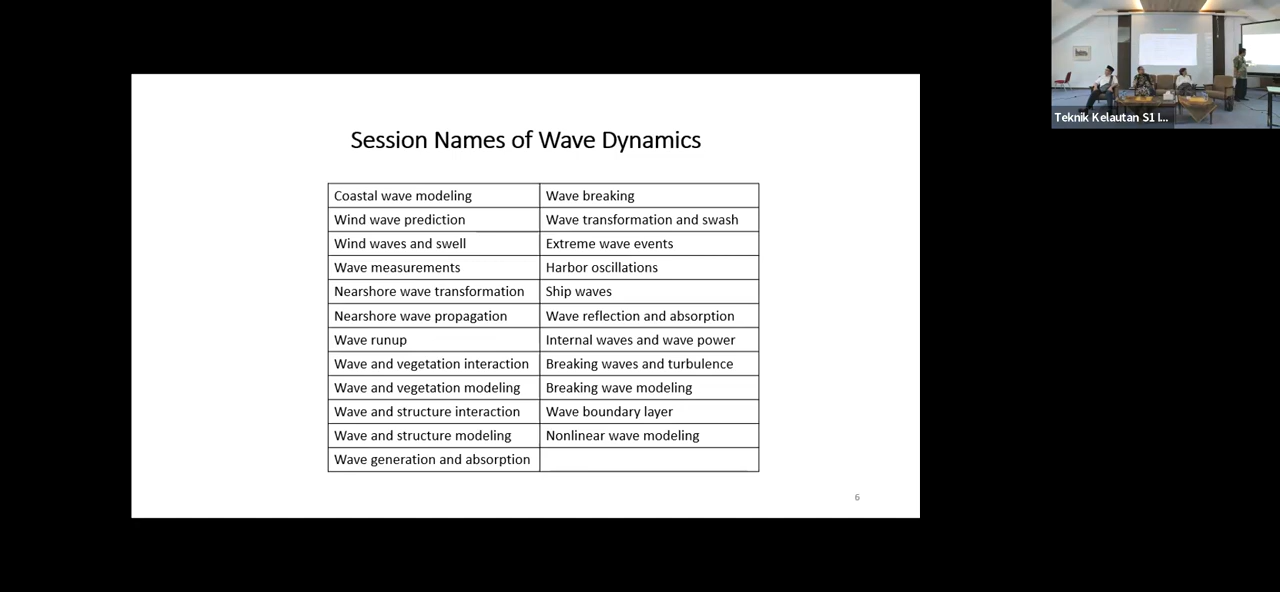 Teknik Kelautan S1 I...
Session Names of Wave Dynamics
Coastal wave modeling
Wave breaking
Wind wave prediction
Wave transformation and swash
Wind waves and swell
Extreme wave events
Wave measurements
Harbor oscillations
Nearshore wave transformation
Ship waves
Nearshore wave propagation
Wave reflection and absorption
Wave runup
Internal waves and wave power
Wave and vegetation interaction
Breaking waves and turbulence
Wave and vegetation modeling
Breaking wave modeling
Wave and structure interaction
Wave boundary layer
Wave and structure modeling
Nonlinear wave modeling
Wave generation and absorption
6